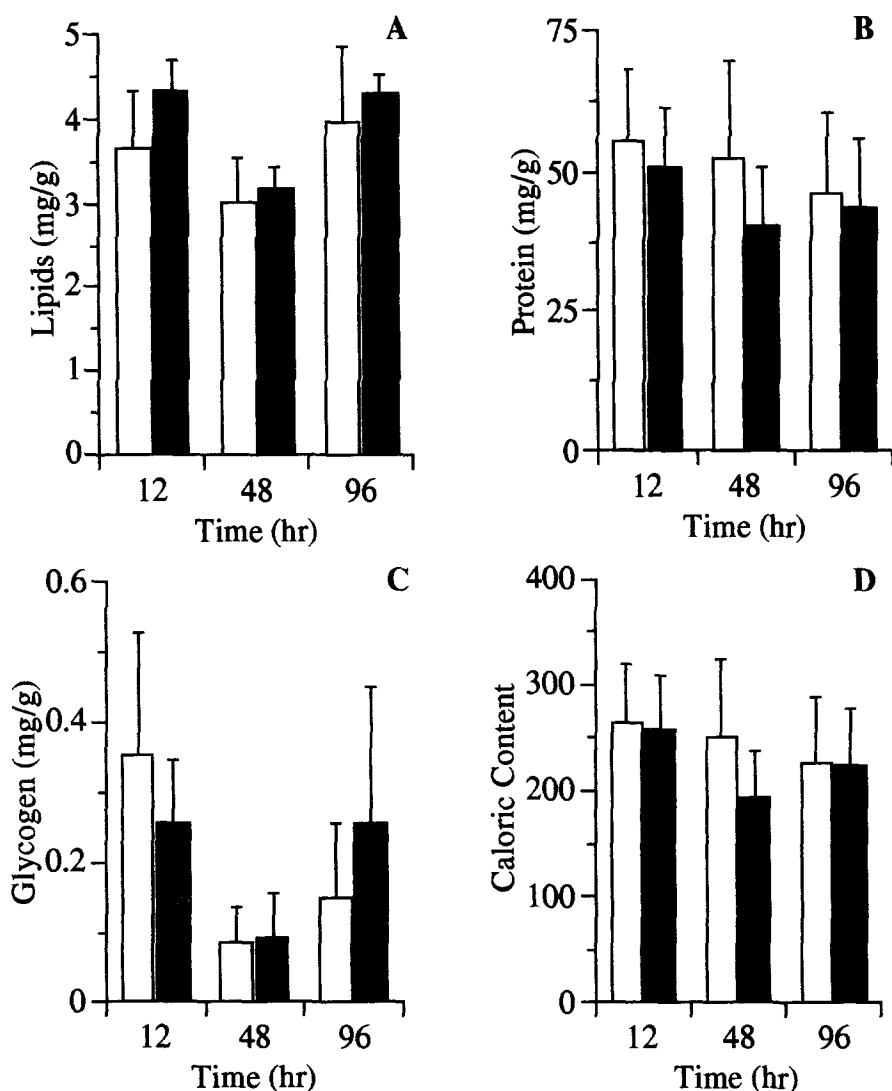 A
Lipids (mg/g)
5
4
3
2
1
0
12 48 96
Time (hr)
B
Protein (mg/g)
75
50
25
0
12 48 96
Time (hr)
C
Glycogen (mg/g)
0.6
0.4
0.2
0
12 48 96
Time (hr)
D
Caloric Content
400
300
200
100
0
12 48 96
Time (hr)